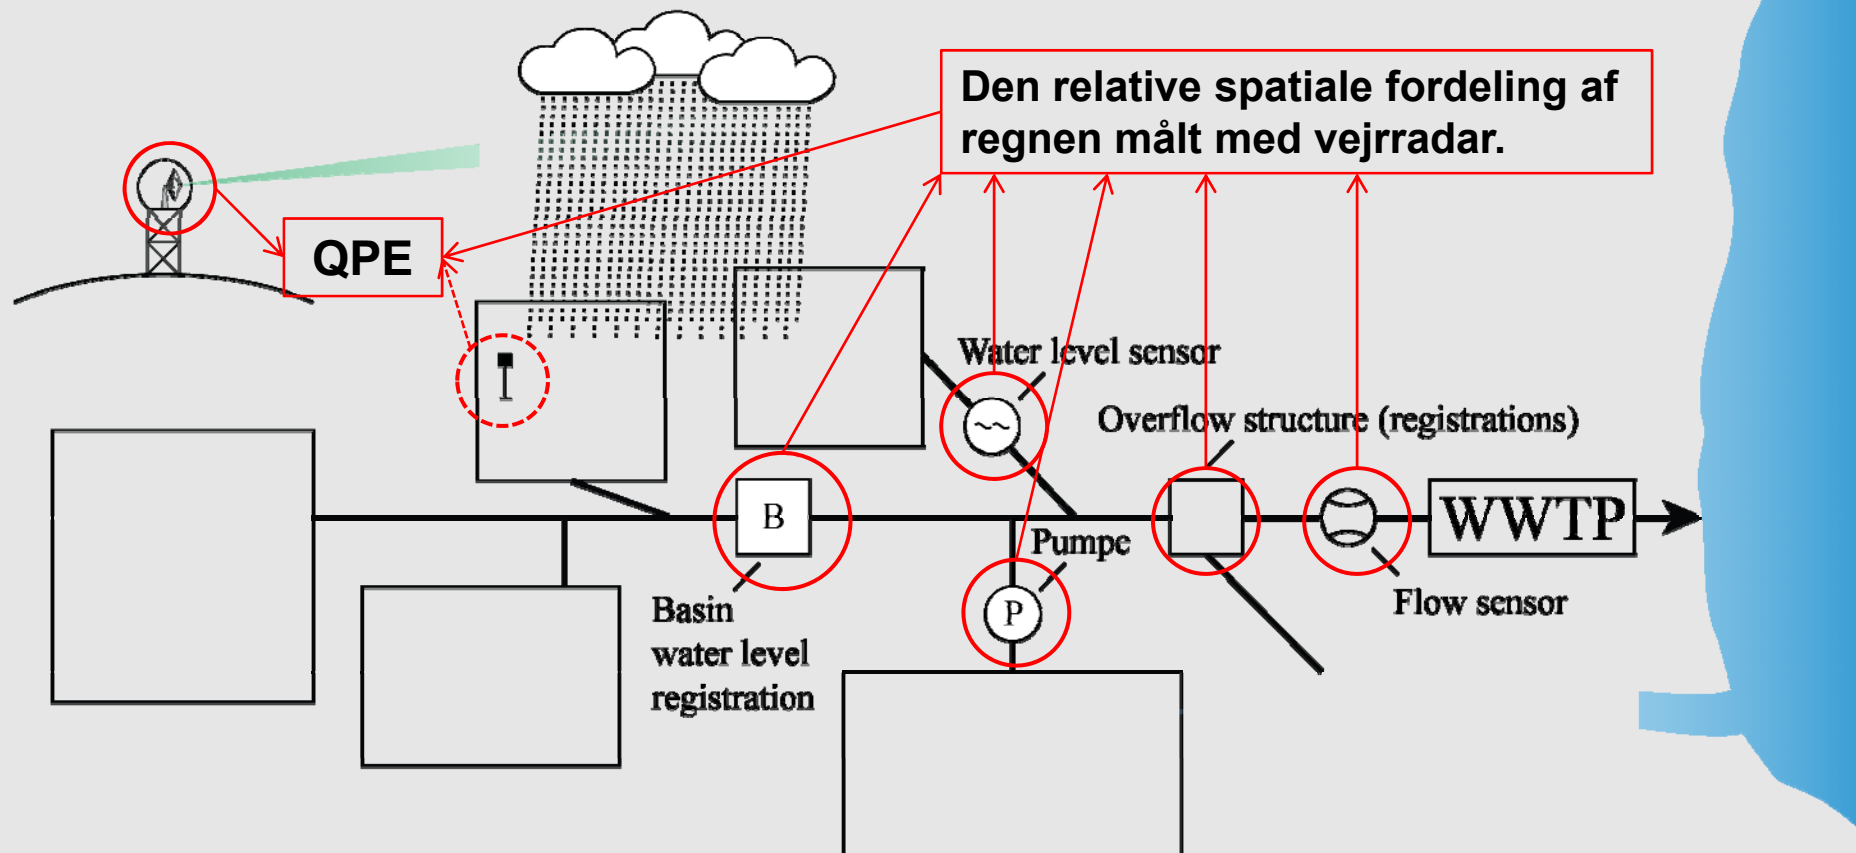 Den relative spatiale fordeling af
regnen målt med vejrradar.
QPE
Water level sensor
Overflow structure (registrations)
B
WWTP
Pumpe
P
Flow sensor
Basin
water level
registration